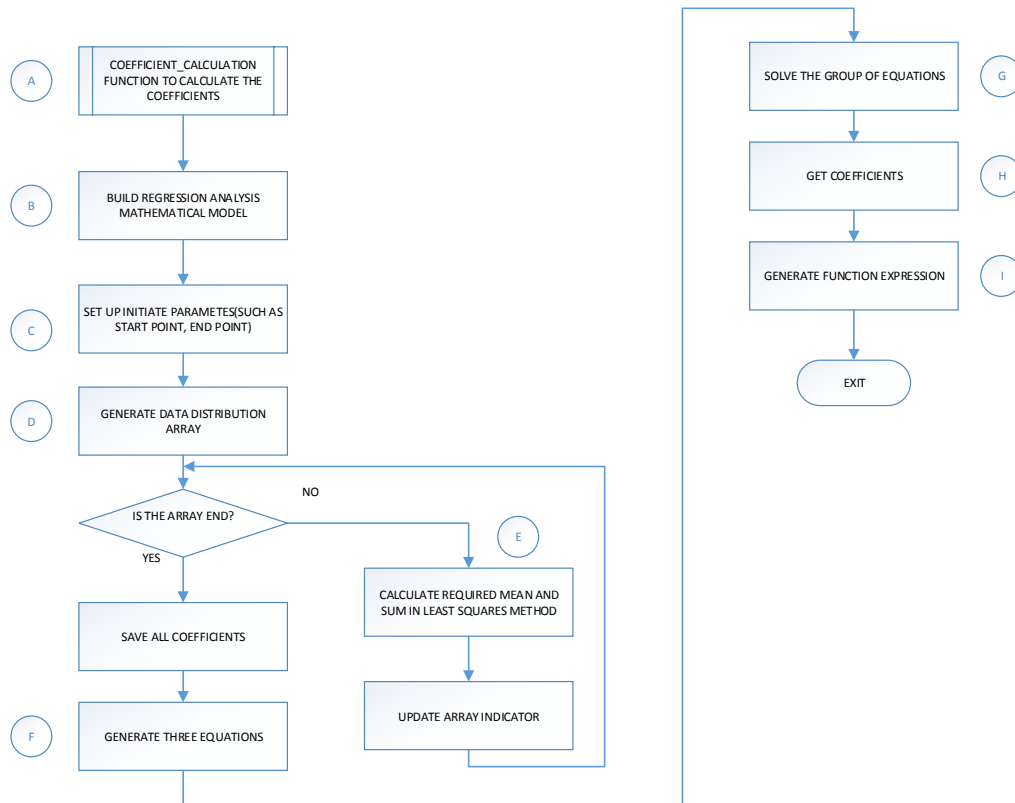 A
COEFFICIENT_CALCULATION
FUNCTION TO CALCULATE THE
COEFFICIENTS
B
BUILD REGRESSION ANALYSIS
MATHEMATICAL MODEL
C
SET UP INITIATE PARAMETES(SUCH AS
START POINT, END POINT)
D
GENERATE DATA DISTRIBUTION
ARRAY
IS THE ARRAY END?
NO
YES
E
CALCULATE REQUIRED MEAN AND
SUM IN LEAST SQUARES METHOD
UPDATE ARRAY INDICATOR
SAVE ALL COEFFICIENTS
F
GENERATE THREE EQUATIONS
SOLVE THE GROUP OF EQUATIONS
G
GET COEFFICIENTS
H
GENERATE FUNCTION EXPRESSION
I
EXIT